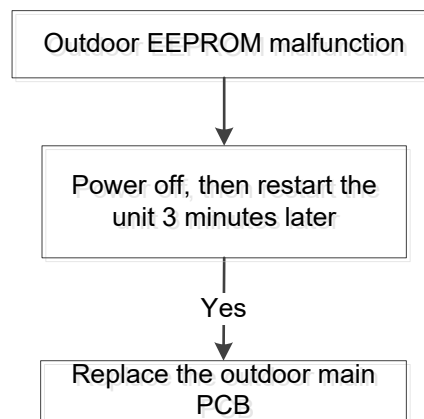 Outdoor EEPROM malfunction
Power off, then restart the
unit 3 minutes later
Yes
Replace the outdoor main
PCB